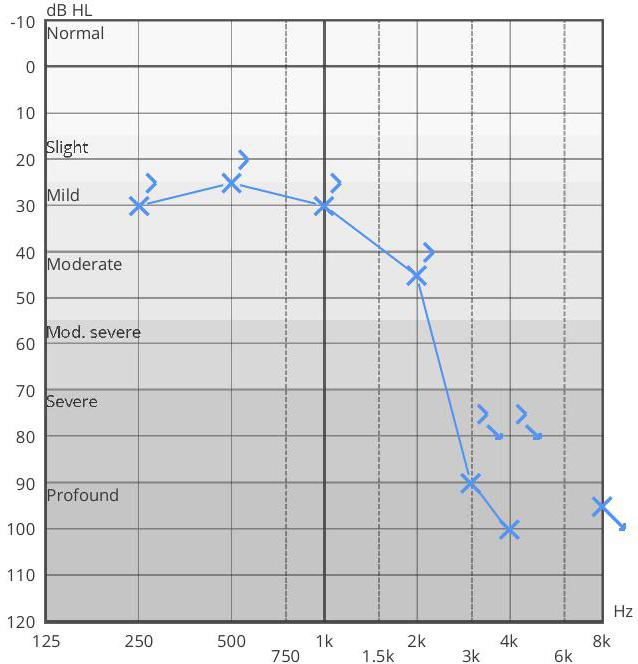 dB HL
-10
Normal
0
10
Slight
20
Mild
30
40
Moderate
50
Mod. severe
60
70
Severe
80
90
Profound
100
110
120
Hz
125 250 500 1k 2k 4k 8k
750 1.5k 3k 6k